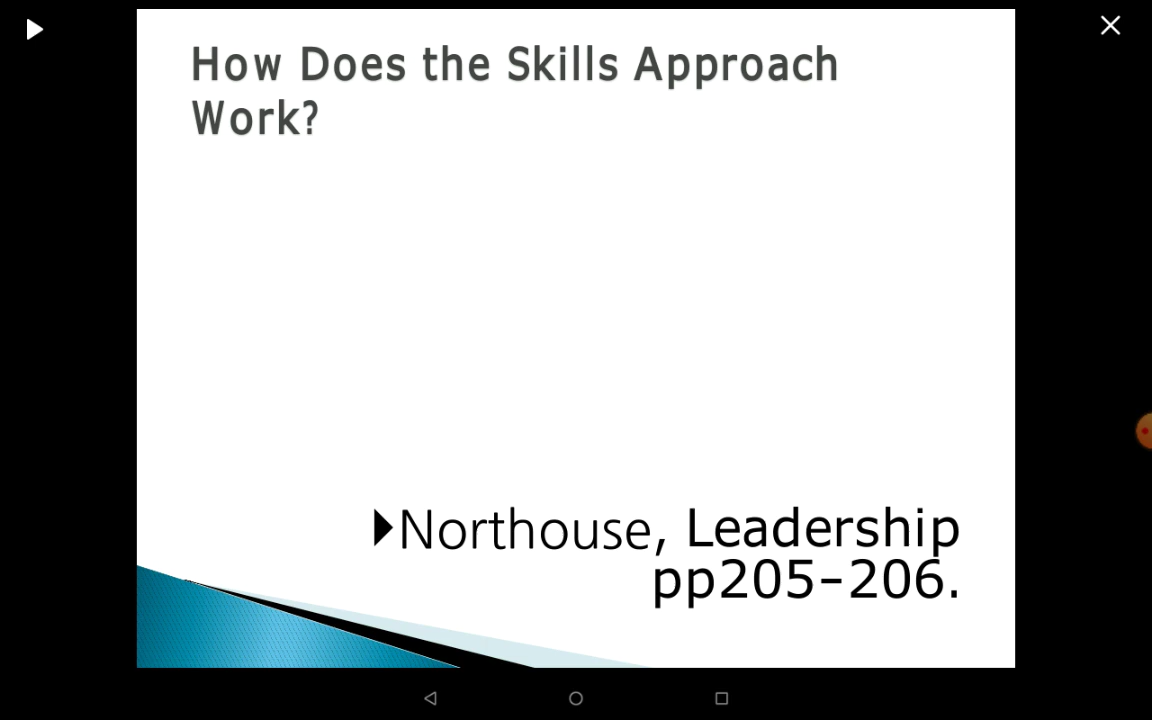 How Does the Skills Approach
Work?
Northouse, Leadership
pp205-206.